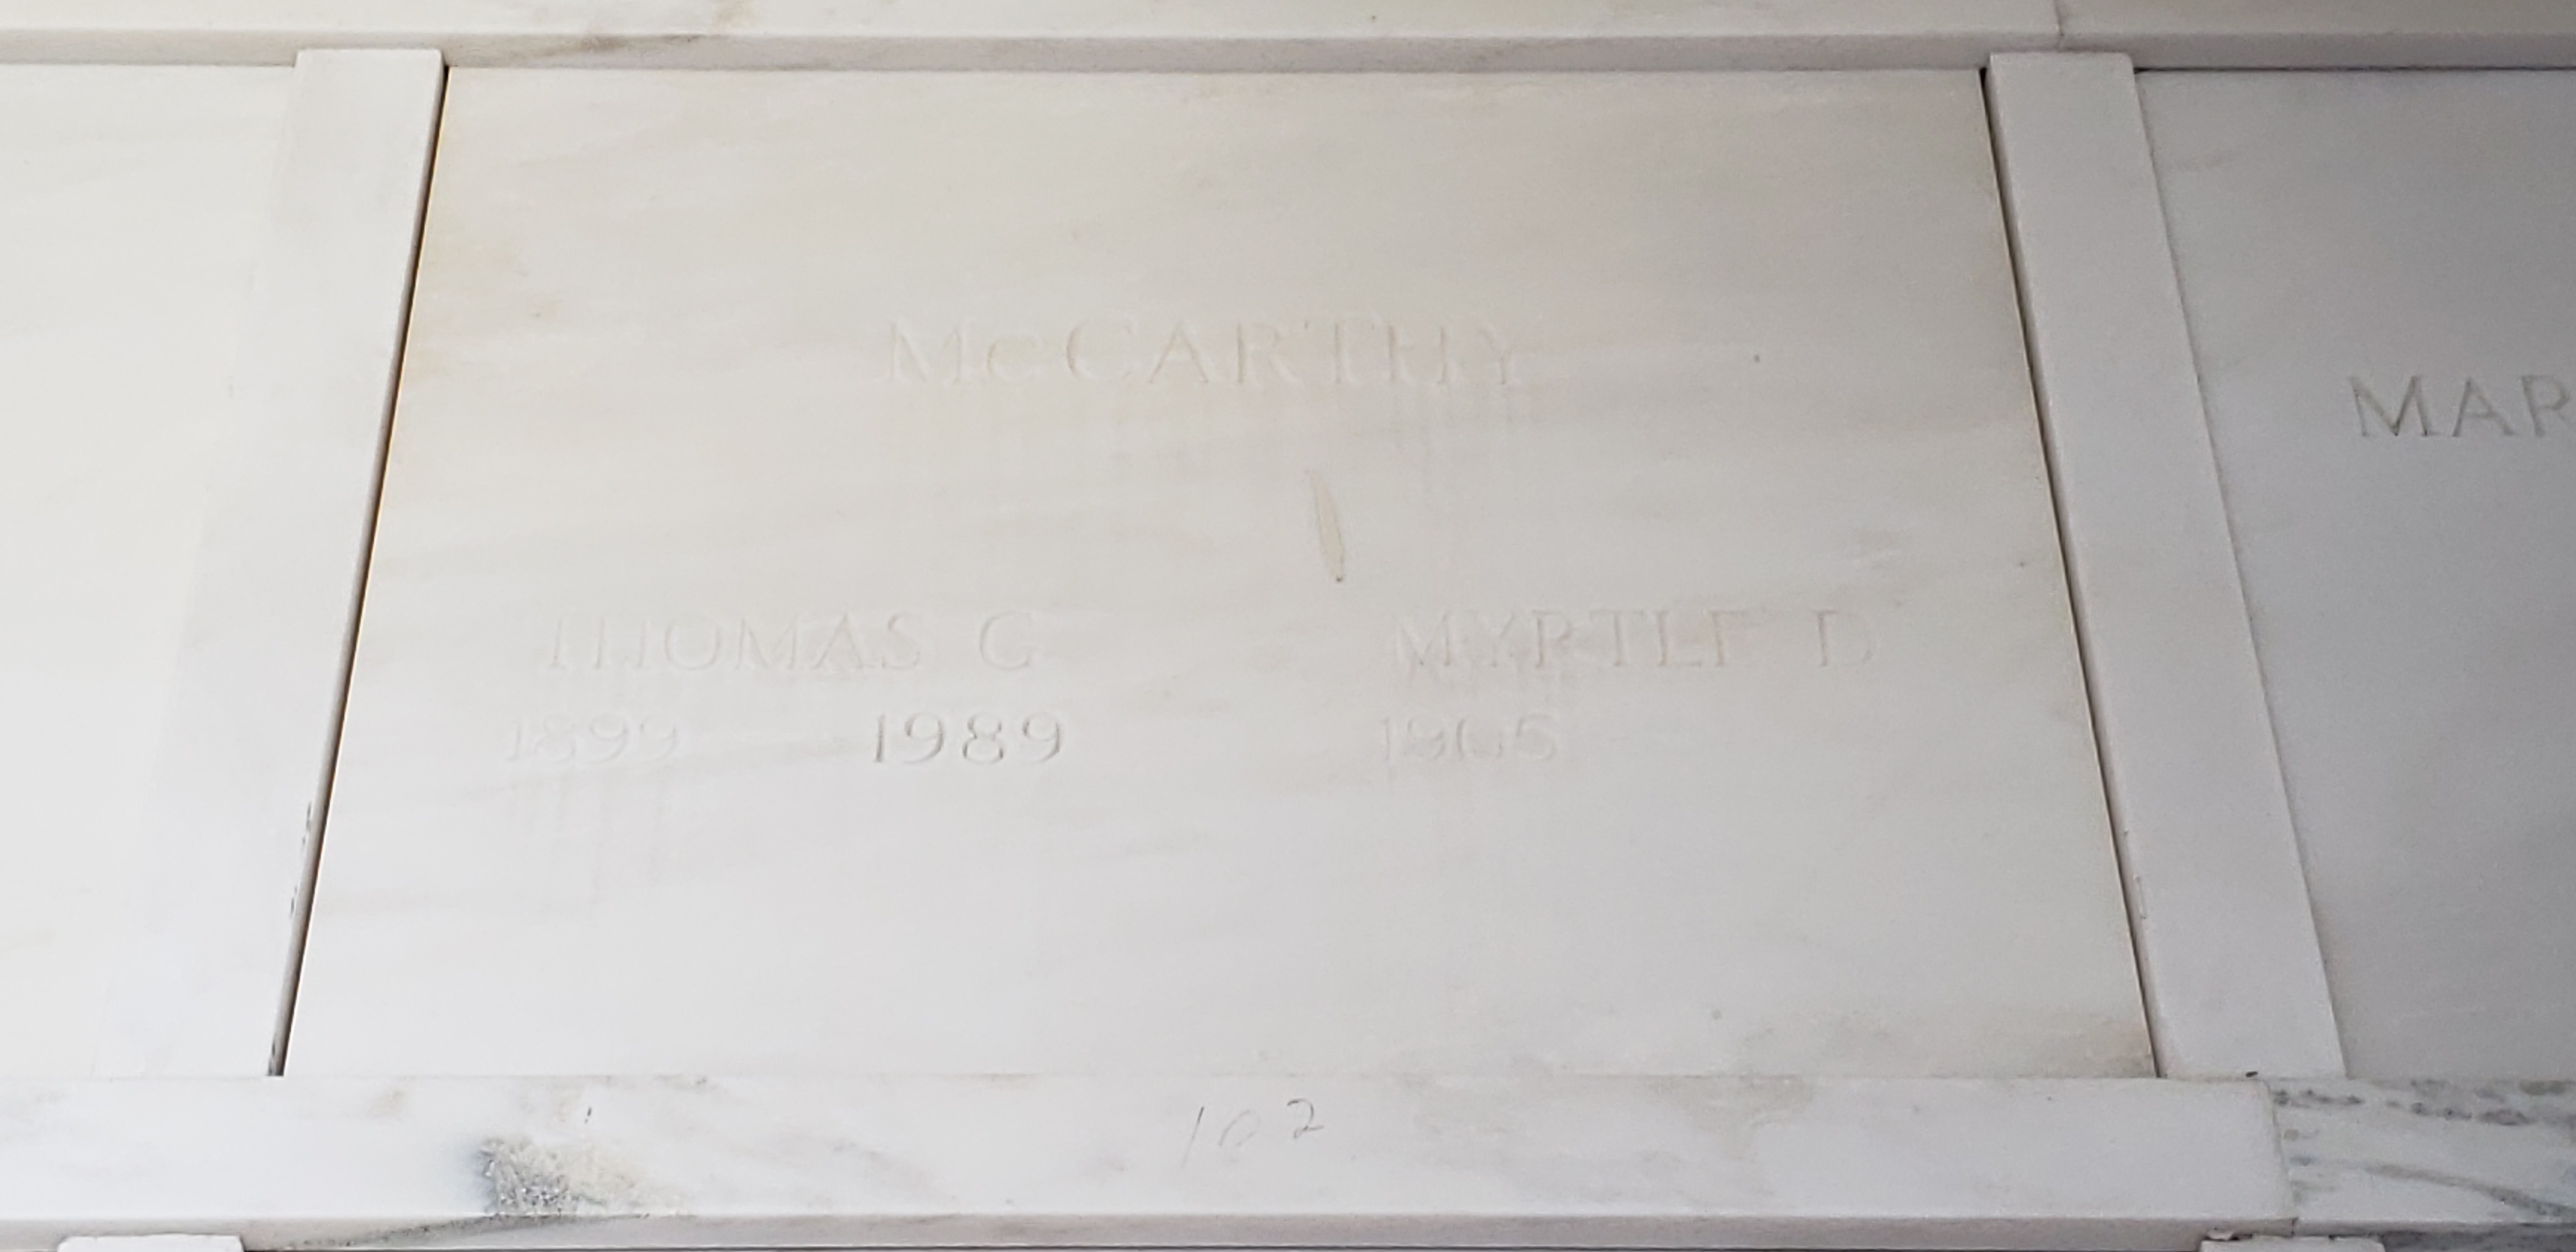 McCARTHY
MAR
THOMAS G MYRTLE D
1899 1989 1905
102